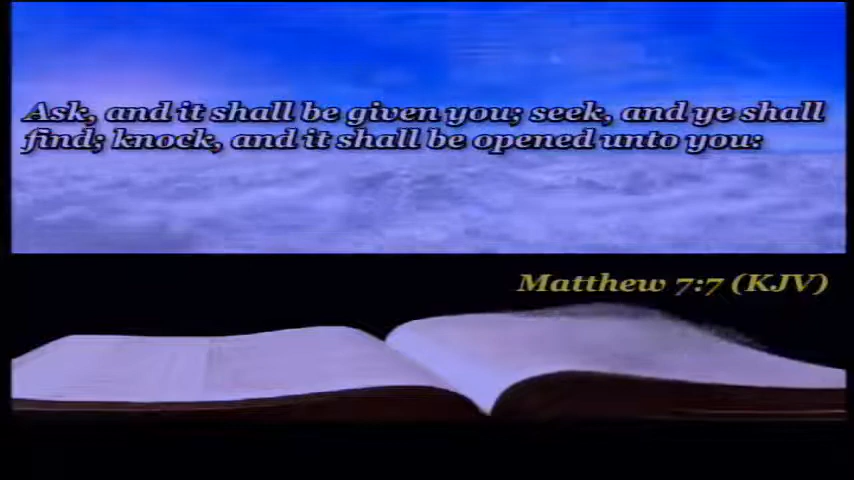 Ask, and it shall be given you; seek, and ye shall
find; knock, and it shall be opened unto you:
Matthew 7:7 (KJV)